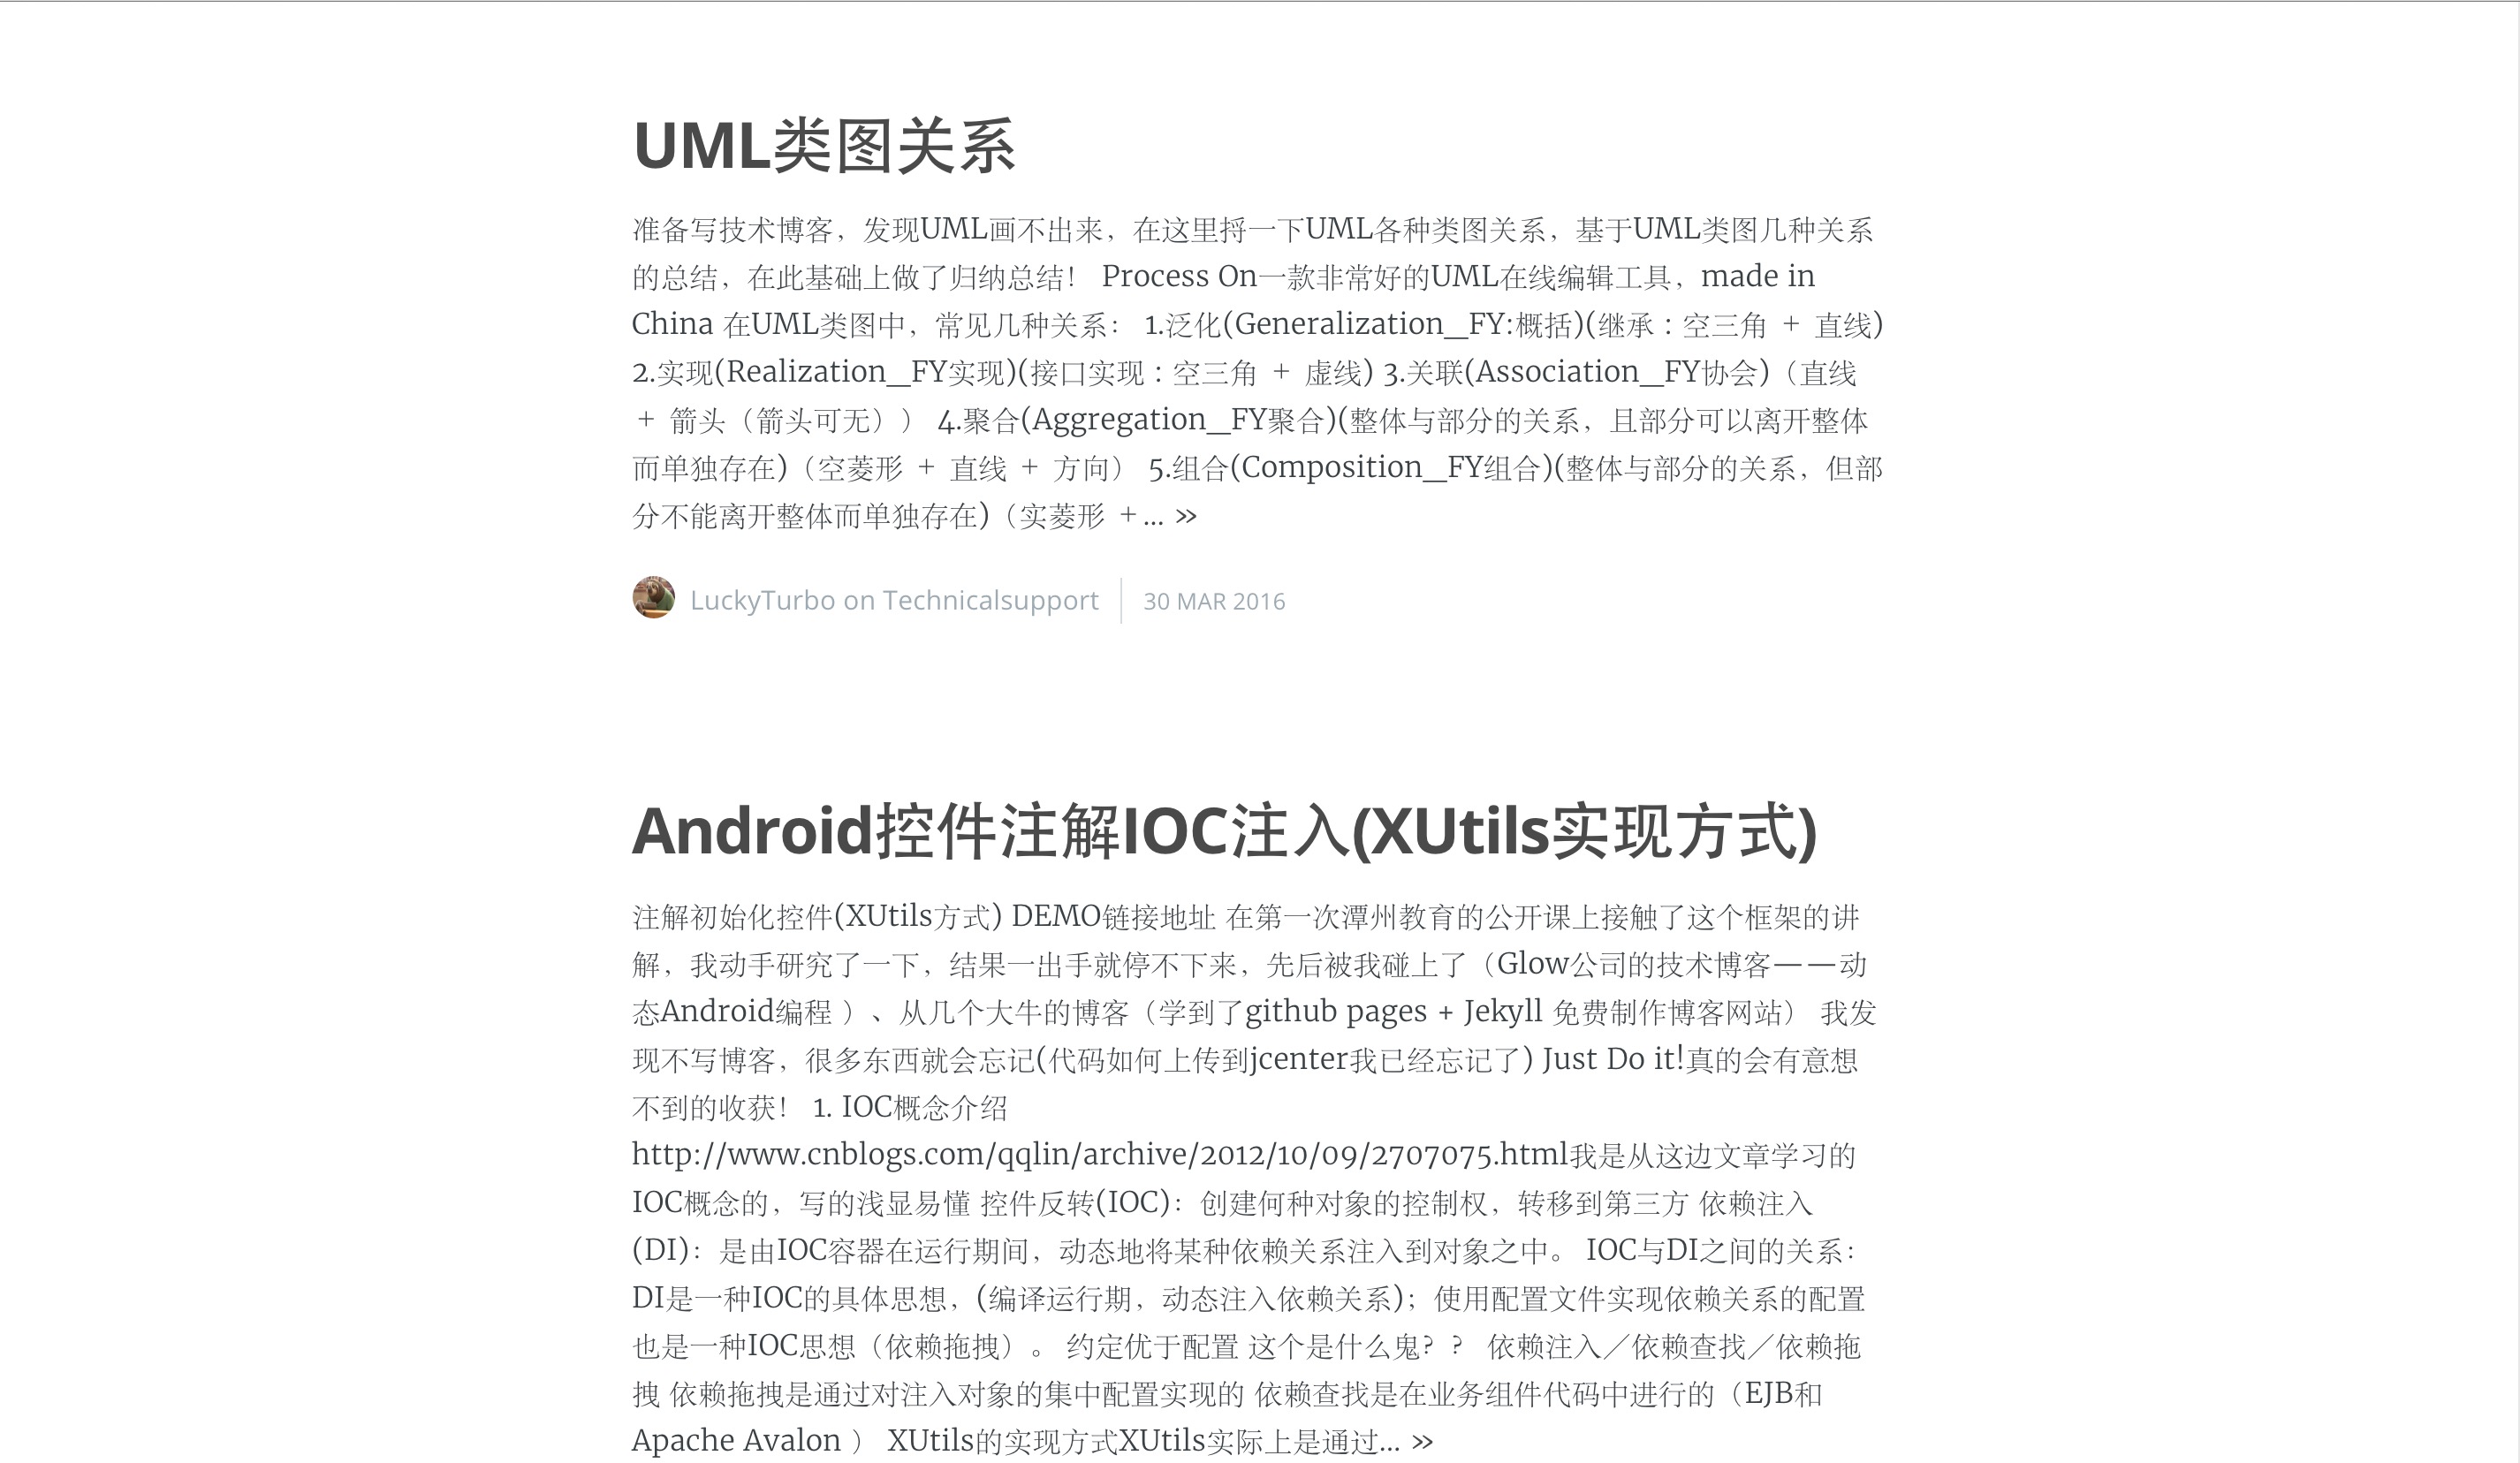 UML类图关系
准备写技术博客，发现UML画不出来，在这里捋一下UML各种类图关系，基于UML类图几种关系
的总结，在此基础上做了归纳总结！ Process On一款非常好的UML在线编辑工具，made in
China 在UML类图中，常见几种关系： 1.泛化(Generalization_FY:概括)(继承：空三角 + 直线)
2.实现(Realization_FY实现)(接口实现：空三角 + 虚线) 3.关联(Association_FY协会)（直线
+ 箭头（箭头可无）） 4.聚合(Aggregation_FY聚合)(整体与部分的关系，且部分可以离开整体
而单独存在)（空菱形 + 直线 + 方向） 5.组合(Composition_FY组合)(整体与部分的关系，但部
分不能离开整体而单独存在)（实菱形 +... »
LuckyTurbo on Technicalsupport 30 MAR 2016
Android控件注解IOC注入(XUtils实现方式)
注解初始化控件(XUtils方式) DEMO链接地址 在第一次潭州教育的公开课上接触了这个框架的讲
解，我动手研究了一下，结果一出手就停不下来，先后被我碰上了（Glow公司的技术博客——动
态Android编程 ）、从几个大牛的博客（学到了github pages + Jekyll 免费制作博客网站） 我发
现不写博客，很多东西就会忘记(代码如何上传到jcenter我已经忘记了) Just Do it!真的会有意想
不到的收获！ 1. IOC概念介绍
http://www.cnblogs.com/qqlin/archive/2012/10/09/2707075.html我是从这边文章学习的
IOC概念的，写的浅显易懂 控件反转(IOC)：创建何种对象的控制权，转移到第三方 依赖注入
(DI)：是由IOC容器在运行期间，动态地将某种依赖关系注入到对象之中。 IOC与DI之间的关系：
DI是一种IOC的具体思想，(编译运行期，动态注入依赖关系)；使用配置文件实现依赖关系的配置
也是一种IOC思想（依赖拖拽）。 约定优于配置 这个是什么鬼？？ 依赖注入／依赖查找／依赖拖
拽 依赖拖拽是通过对注入对象的集中配置实现的 依赖查找是在业务组件代码中进行的（EJB和
Apache Avalon ） XUtils的实现方式XUtils实际上是通过... »